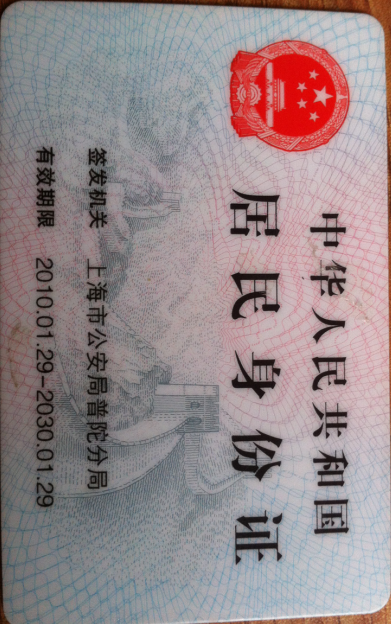 中华人民共和国
居民身份证
签发机关 上海市公安局普陀分局
有效期限 2010.01.29-2030.01.29